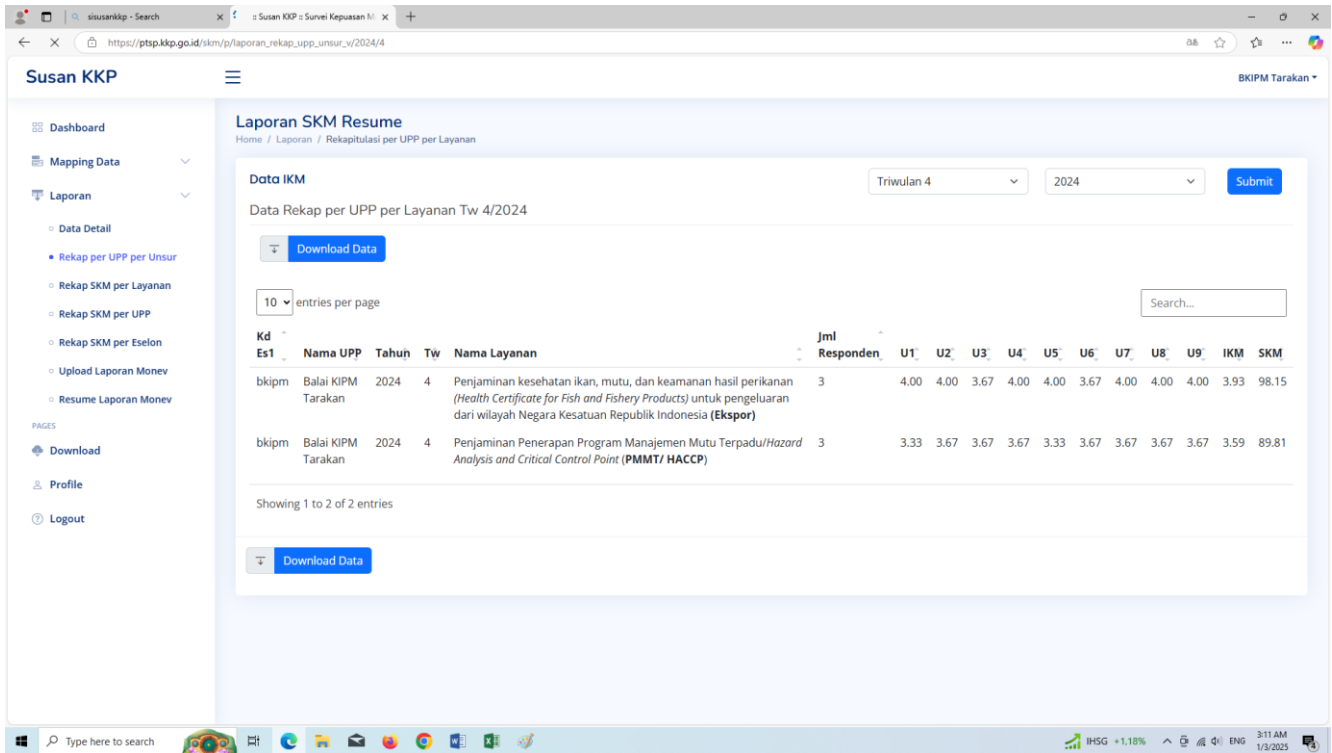 sisusankkp - Search
:: Susan KKP :: Survei Kepuasan M
https://ptsp.kkp.go.id/skm/p/laporan_rekap_upp_unsur_v/2024/4
Susan KKP
BKIPM Tarakan
Dashboard
Mapping Data
Laporan
Data Detail
Rekap per UPP per Unsur
Rekap SKM per Layanan
Rekap SKM per UPP
Rekap SKM per Eselon
Upload Laporan Monev
Resume Laporan Monev
PAGES
Download
Profile
Logout
Laporan SKM Resume
Home / Laporan / Rekapitulasi per UPP per Layanan
Data IKM
Triwulan 4
2024
Submit
Data Rekap per UPP per Layanan Tw 4/2024
Download Data
10 entries per page
Search...
Kd Es1 Nama UPP Tahun Tw Nama Layanan Jml Responden U1 U2 U3 U4 U5 U6 U7 U8 U9 IKM SKM
bkipm Balai KIPM 2024 4 Penjaminan kesehatan ikan, mutu, dan keamanan hasil perikanan 3 4.00 4.00 3.67 4.00 4.00 3.67 4.00 4.00 4.00 3.93 98.15
Tarakan (Health Certificate for Fish and Fishery Products) untuk pengeluaran
dari wilayah Negara Kesatuan Republik Indonesia (Ekspor)
bkipm Balai KIPM 2024 4 Penjaminan Penerapan Program Manajemen Mutu Terpadu/Hazard 3 3.33 3.67 3.67 3.67 3.33 3.67 3.67 3.67 3.67 3.59 89.81
Tarakan Analysis and Critical Control Point (PMMT/ HACCP)
Showing 1 to 2 of 2 entries
Download Data
Type here to search
IHSG +1,18%
ENG
3:11 AM
1/3/2025